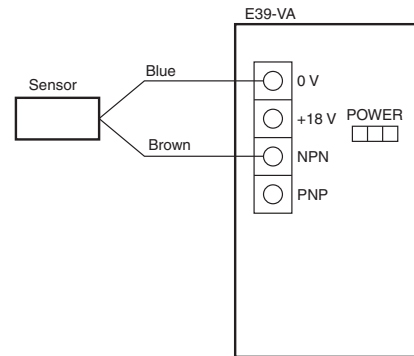 E39-VA
Blue
0 V
Sensor
+18 V POWER
Brown
NPN
PNP